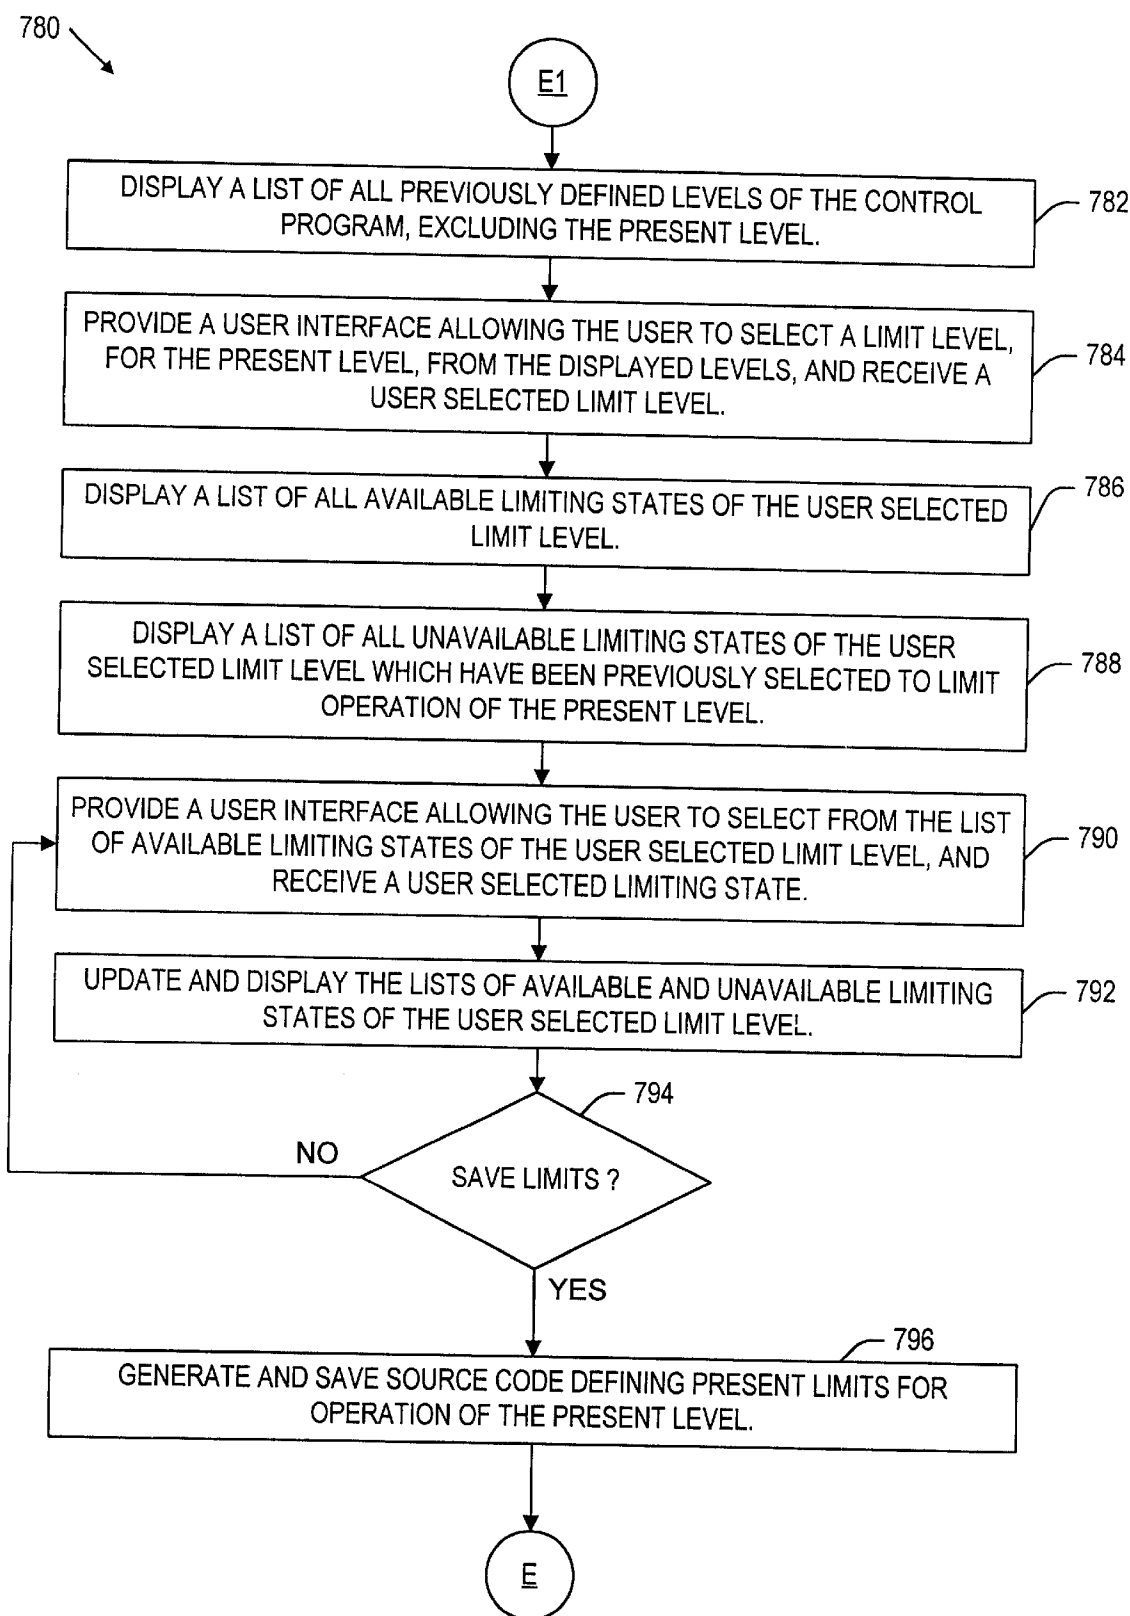 780
E1
DISPLAY A LIST OF ALL PREVIOUSLY DEFINED LEVELS OF THE CONTROL
PROGRAM, EXCLUDING THE PRESENT LEVEL.
782
PROVIDE A USER INTERFACE ALLOWING THE USER TO SELECT A LIMIT LEVEL,
FOR THE PRESENT LEVEL, FROM THE DISPLAYED LEVELS, AND RECEIVE A
USER SELECTED LIMIT LEVEL.
784
DISPLAY A LIST OF ALL AVAILABLE LIMITING STATES OF THE USER SELECTED
LIMIT LEVEL.
786
DISPLAY A LIST OF ALL UNAVAILABLE LIMITING STATES OF THE USER
SELECTED LIMIT LEVEL WHICH HAVE BEEN PREVIOUSLY SELECTED TO LIMIT
OPERATION OF THE PRESENT LEVEL.
788
PROVIDE A USER INTERFACE ALLOWING THE USER TO SELECT FROM THE LIST
OF AVAILABLE LIMITING STATES OF THE USER SELECTED LIMIT LEVEL, AND
RECEIVE A USER SELECTED LIMITING STATE.
790
UPDATE AND DISPLAY THE LISTS OF AVAILABLE AND UNAVAILABLE LIMITING
STATES OF THE USER SELECTED LIMIT LEVEL.
792
794
NO
SAVE LIMITS ?
YES
796
GENERATE AND SAVE SOURCE CODE DEFINING PRESENT LIMITS FOR
OPERATION OF THE PRESENT LEVEL.
E